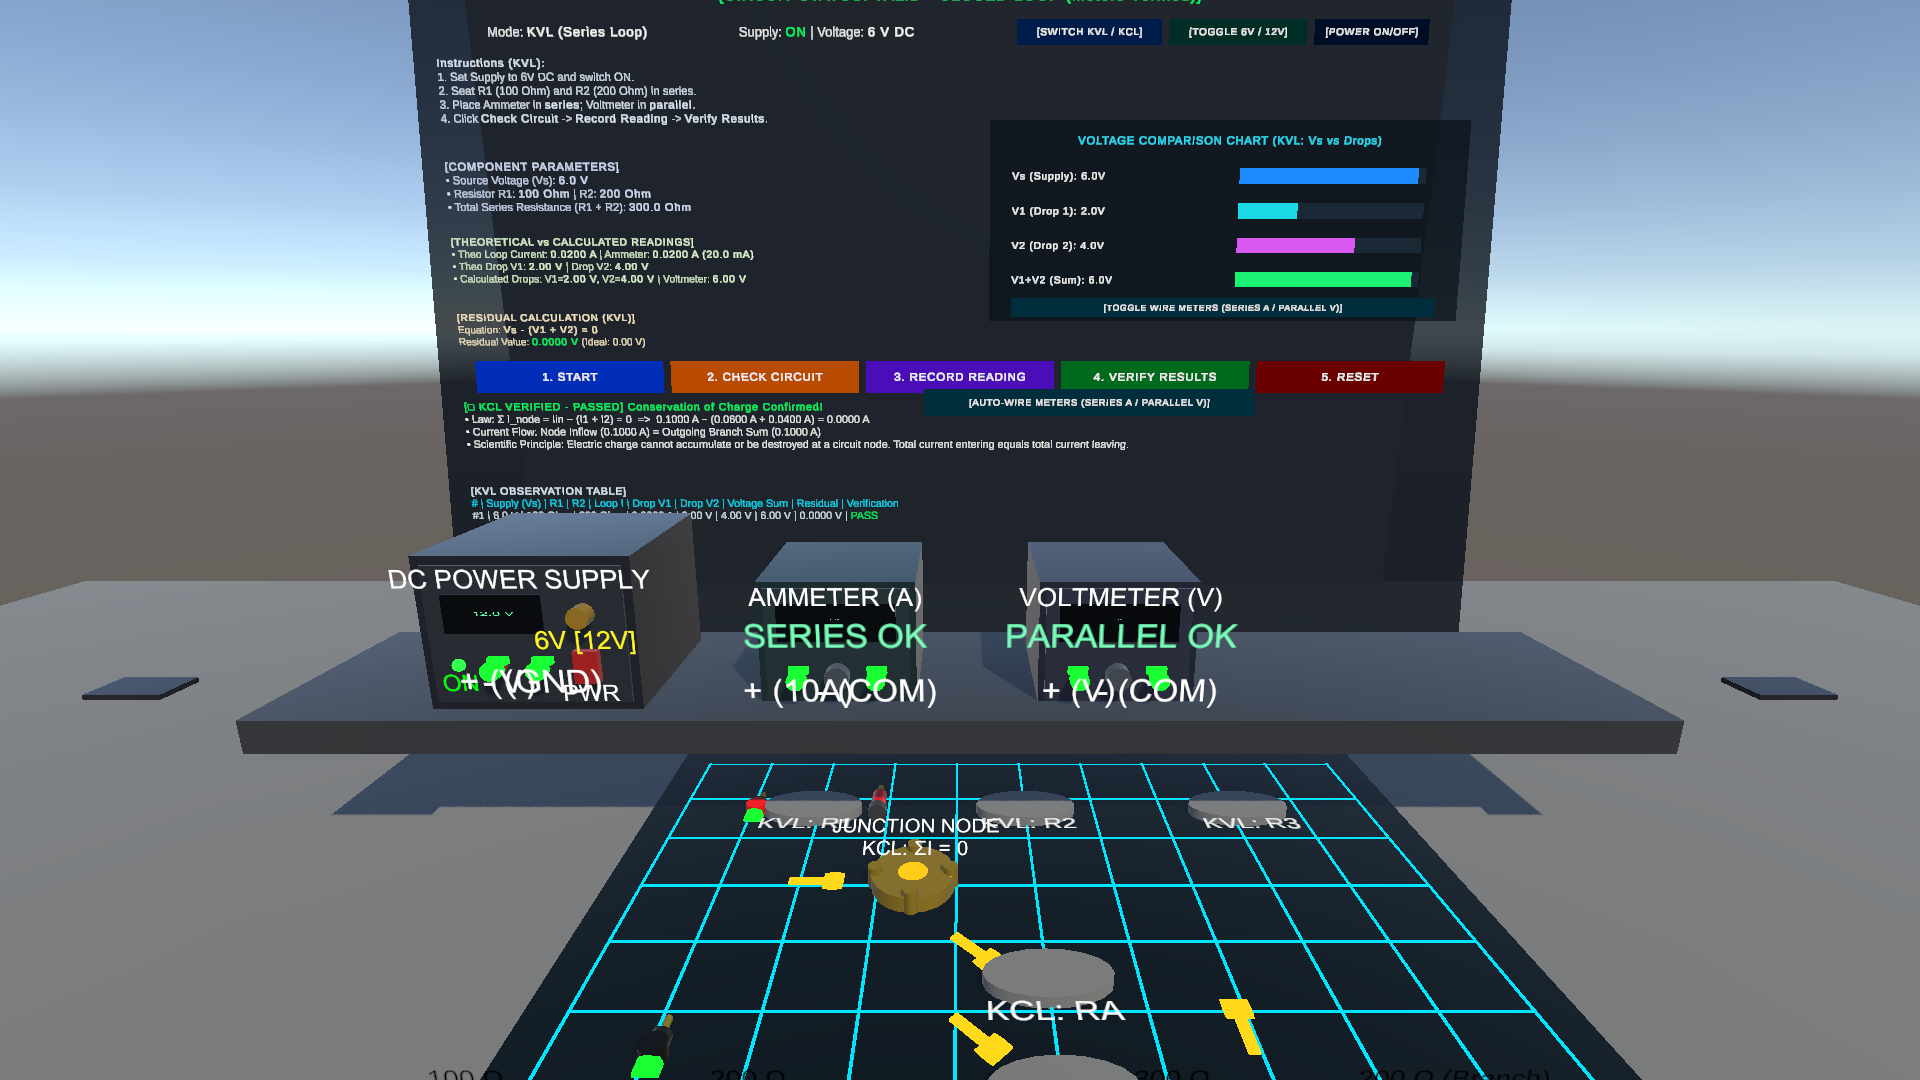 Mode: KVL (Series Loop)
Supply: ON | Voltage: 6 V DC
[SWITCH KVL / KCL]
[TOGGLE 6V / 12V]
[POWER ON/OFF]
Instructions (KVL):
1. Set Supply to 6V DC and switch ON.
2. Seat R1 (100 Ohm) and R2 (200 Ohm) in series.
3. Place Ammeter in series; Voltmeter in parallel.
4. Click Check Circuit -> Record Reading -> Verify Results.
[COMPONENT PARAMETERS]
• Source Voltage (Vs): 6.0 V
• Resistor R1: 100 Ohm | R2: 200 Ohm
• Total Series Resistance (R1 + R2): 300.0 Ohm
[THEORETICAL vs CALCULATED READINGS]
• Theo Loop Current: 0.0200 A | Ammeter: 0.0200 A (20.0 mA)
• Theo Drop V1: 2.00 V | Drop V2: 4.00 V
• Calculated Drops: V1=2.00 V, V2=4.00 V | Voltmeter: 6.00 V
[RESIDUAL CALCULATION (KVL)]
Equation: Vs - (V1 + V2) = 0
Residual Value: 0.0000 V (Ideal: 0.00 V)
VOLTAGE COMPARISON CHART (KVL: Vs vs Drops)
Vs (Supply): 6.0V
V1 (Drop 1): 2.0V
V2 (Drop 2): 4.0V
V1+V2 (Sum): 6.0V
[TOGGLE WIRE METERS (SERIES A / PARALLEL V)]
1. START
2. CHECK CIRCUIT
3. RECORD READING
4. VERIFY RESULTS
5. RESET
[AUTO-WIRE METERS (SERIES A / PARALLEL V)]
KCL VERIFIED - PASSED] Conservation of Charge Confirmed!
• Law: Σ I_node = Iin − (I1 + I2) = 0 => 0.1000 A − (0.0600 A + 0.0400 A) = 0.0000 A
• Current Flow: Node Inflow (0.1000 A) = Outgoing Branch Sum (0.1000 A)
• Scientific Principle: Electric charge cannot accumulate or be destroyed at a circuit node. Total current entering equals total current leaving.
[KVL OBSERVATION TABLE]
# | Supply (Vs) | R1 | R2 | Loop I | Drop V1 | Drop V2 | Voltage Sum | Residual | Verification
#1 | 4.00 V | 6.00 V | 0.0000 V | PASS
DC POWER SUPPLY
12.0 V
6V [12V]
ON
PWR
AMMETER (A)
SERIES OK
+ (10A)
(COM)
VOLTMETER (V)
PARALLEL OK
+ (V)
-(COM)
KVL: R1
KVL: R2
KVL: R3
JUNCTION NODE
KCL: ΣI = 0
KCL: RA